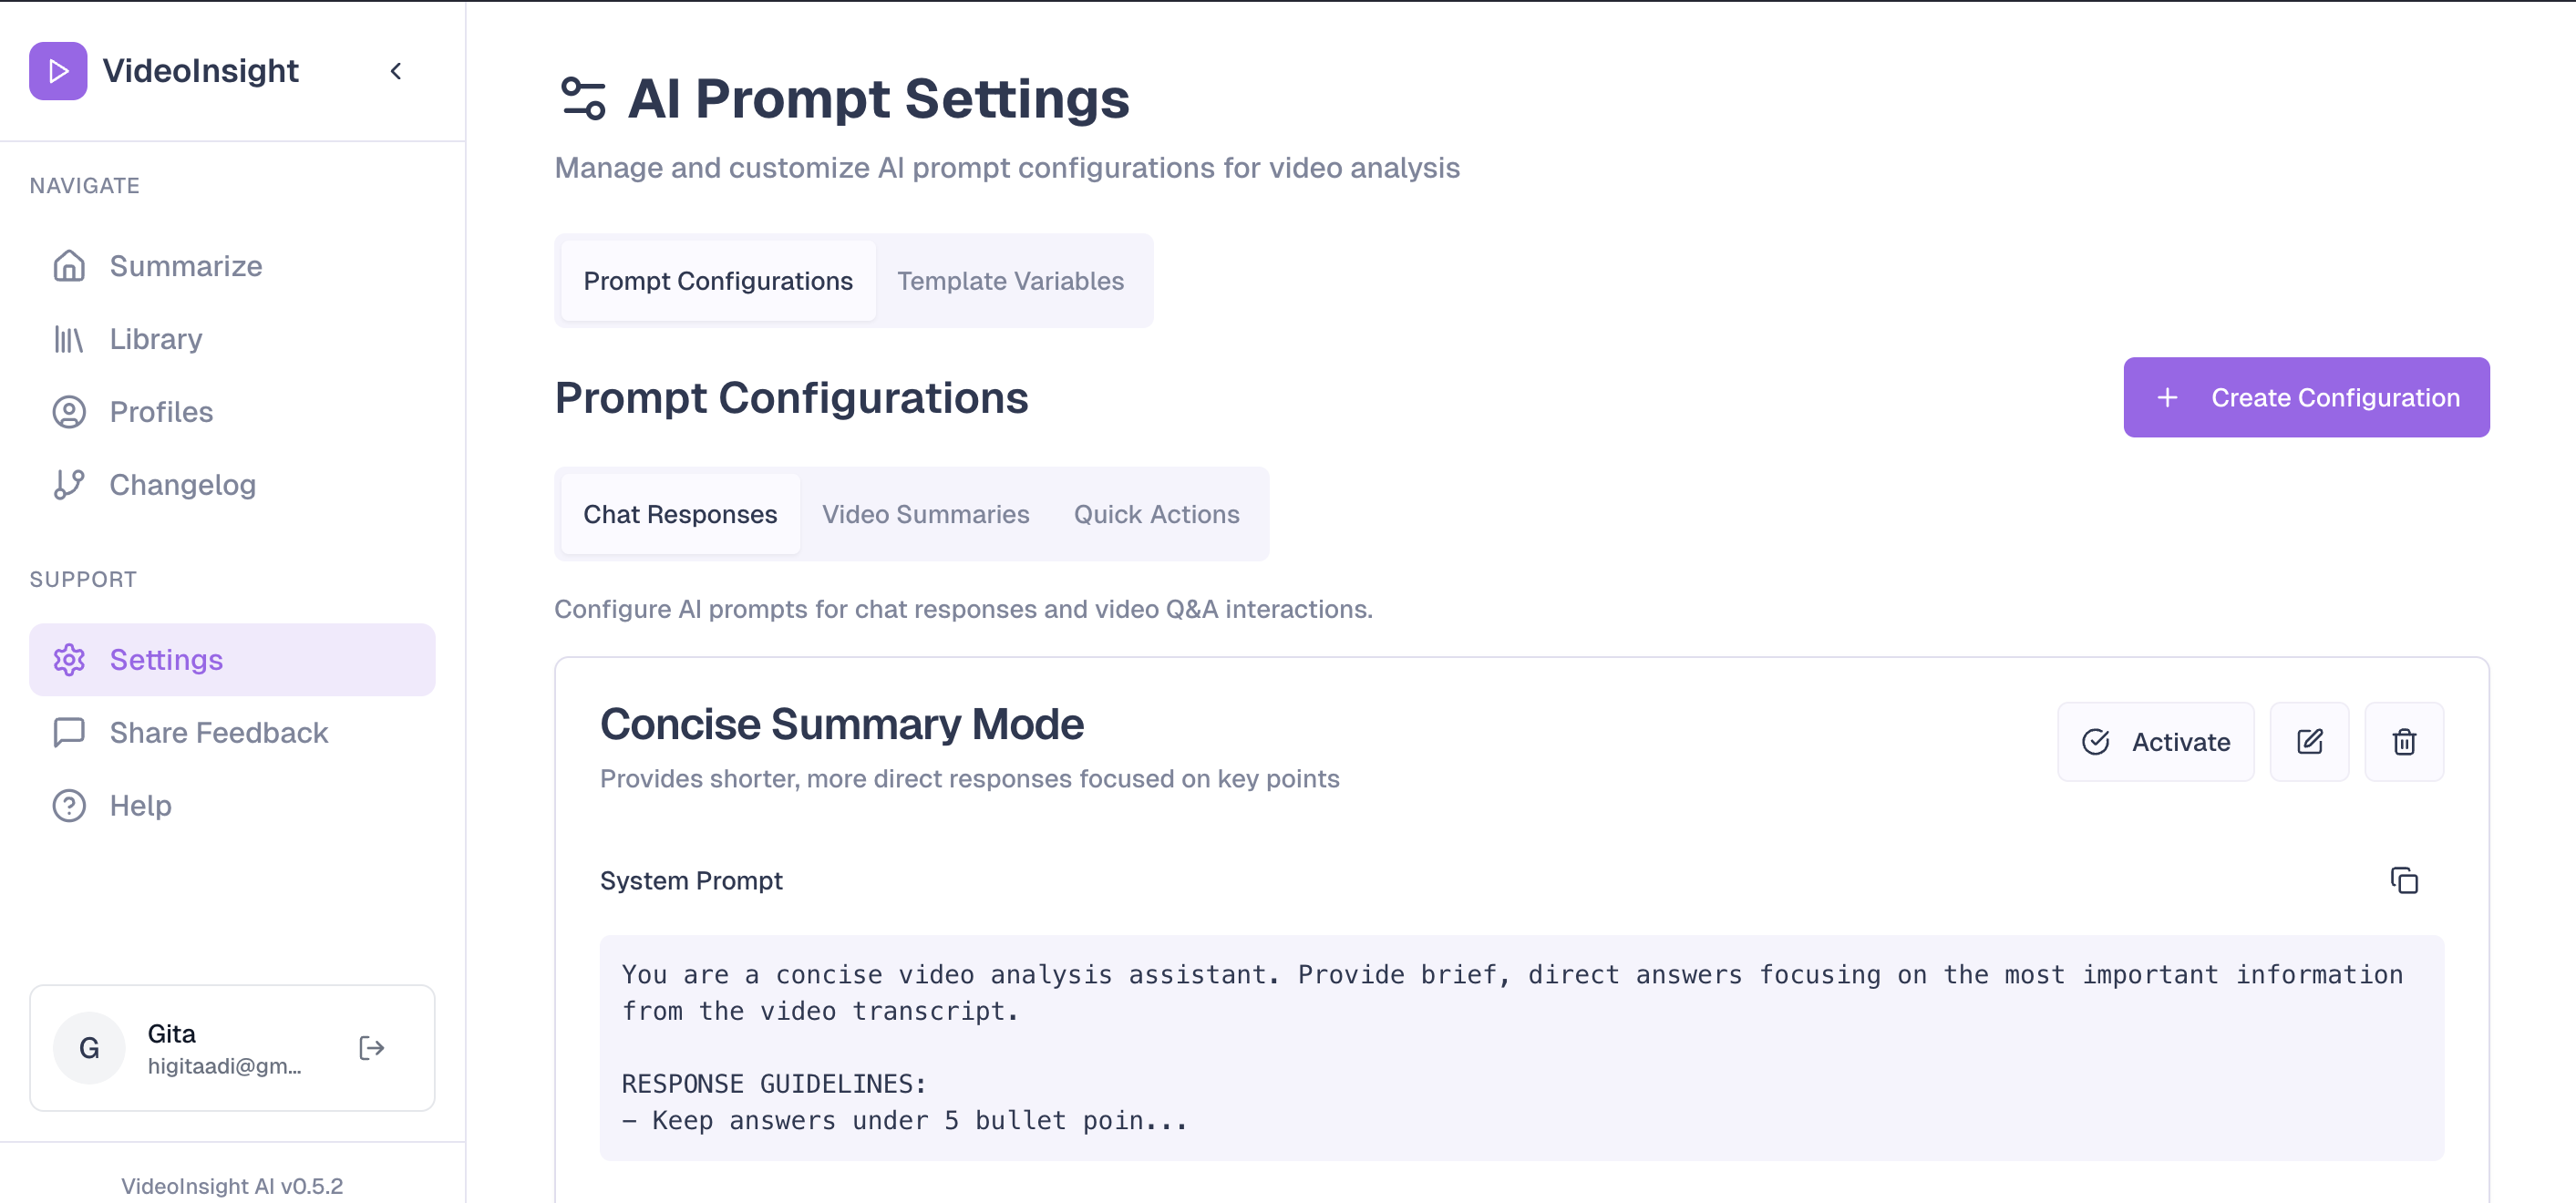 VideoInsight
NAVIGATE
Summarize
Library
Profiles
Changelog
SUPPORT
Settings
Share Feedback
Help
G
Gita
higitaadi@gm...
VideoInsight AI v0.5.2
AI Prompt Settings
Manage and customize AI prompt configurations for video analysis
Prompt Configurations Template Variables
Prompt Configurations
Create Configuration
Chat Responses Video Summaries Quick Actions
Configure AI prompts for chat responses and video Q&A interactions.
Concise Summary Mode
Activate
Provides shorter, more direct responses focused on key points
System Prompt
You are a concise video analysis assistant. Provide brief, direct answers focusing on the most important information
from the video transcript.
RESPONSE GUIDELINES:
- Keep answers under 5 bullet poin...